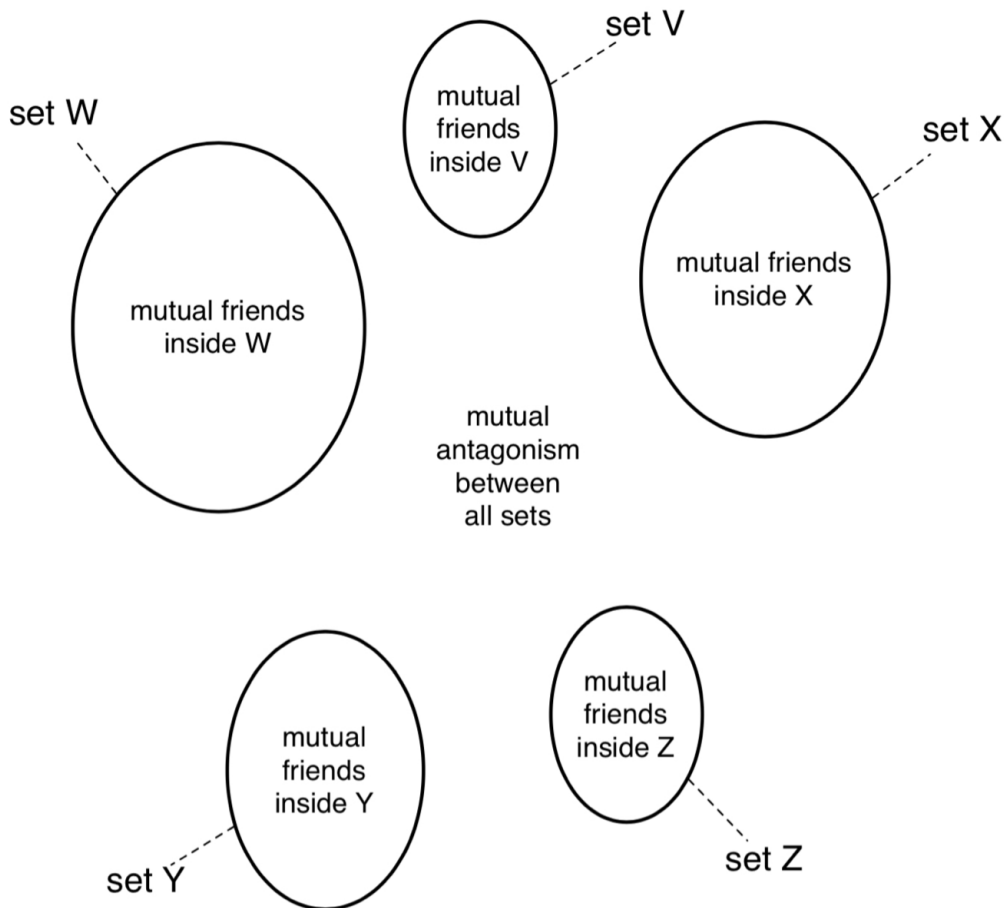 set V
mutual
friends
inside V
set W
set X
mutual friends
inside X
mutual friends
inside W
mutual
antagonism
between
all sets
mutual
friends
inside Z
mutual
friends
inside Y
set Z
set Y